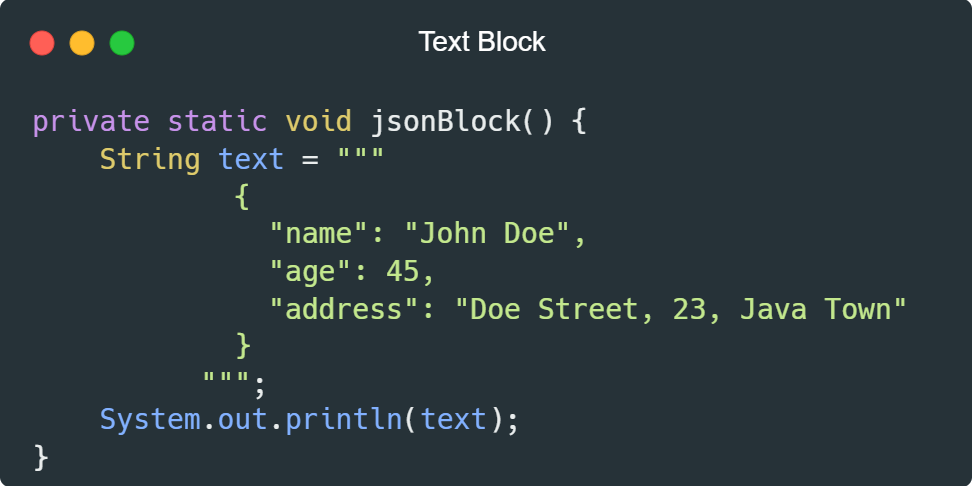 Text Block
private static void jsonBlock() {
    String text = """
            {
              "name": "John Doe",
              "age": 45,
              "address": "Doe Street, 23, Java Town"
            }
          """;
    System.out.println(text);
}